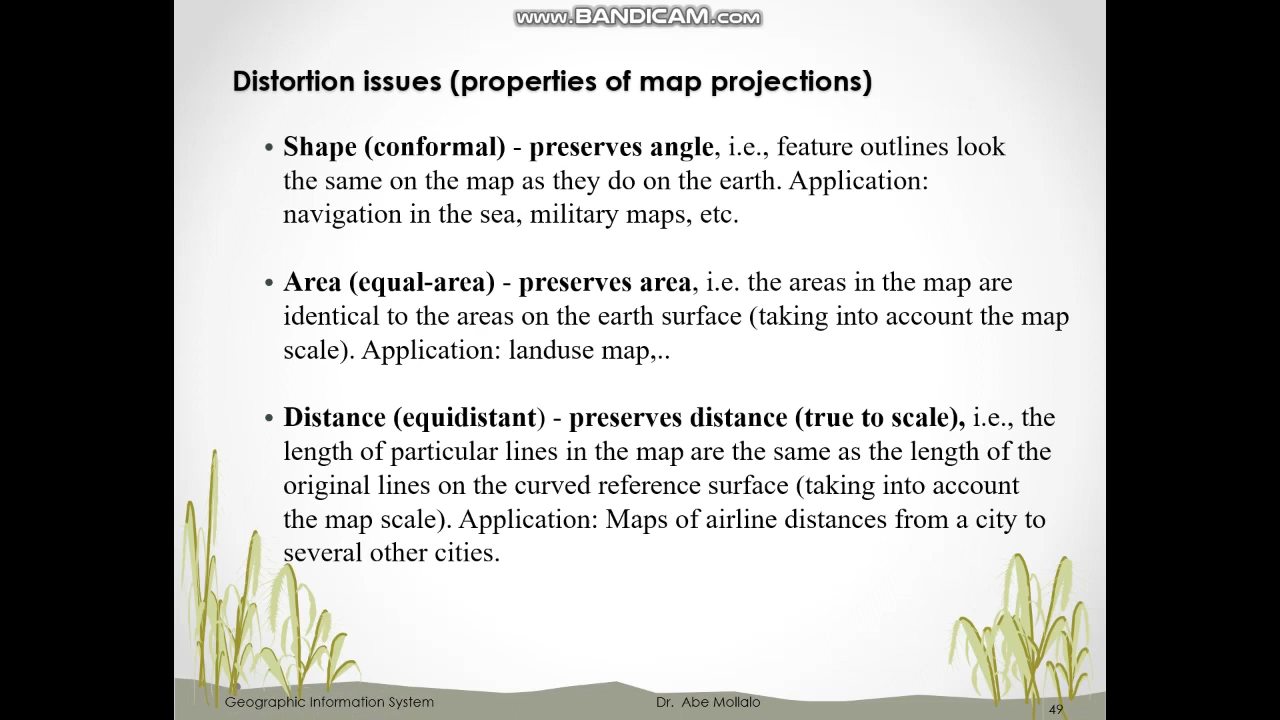 www.BANDICAM.com
Distortion issues (properties of map projections)
• Shape (conformal) - preserves angle, i.e., feature outlines look
the same on the map as they do on the earth. Application:
navigation in the sea, military maps, etc.
• Area (equal-area) - preserves area, i.e. the areas in the map are
identical to the areas on the earth surface (taking into account the map
scale). Application: landuse map,..
• Distance (equidistant) - preserves distance (true to scale), i.e., the
length of particular lines in the map are the same as the length of the
original lines on the curved reference surface (taking into account
the map scale). Application: Maps of airline distances from a city to
several other cities.
Geographic Information System
Dr. Abe Mollalo
49